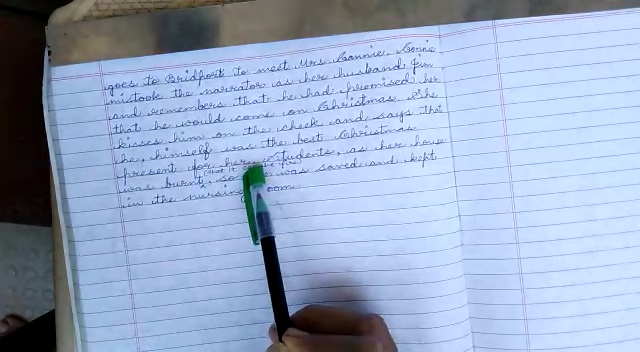 goes to Bridport to meet Mrs. Connie. Connie
mistook the narrator as her husband Jim
and remembers that he had promised her
that he would come on Christmas. She
kisses him on the cheek and says that
he, himself was the best Christmas
present for her students, as her house
was burnt, so was saved and kept
in the nursing room